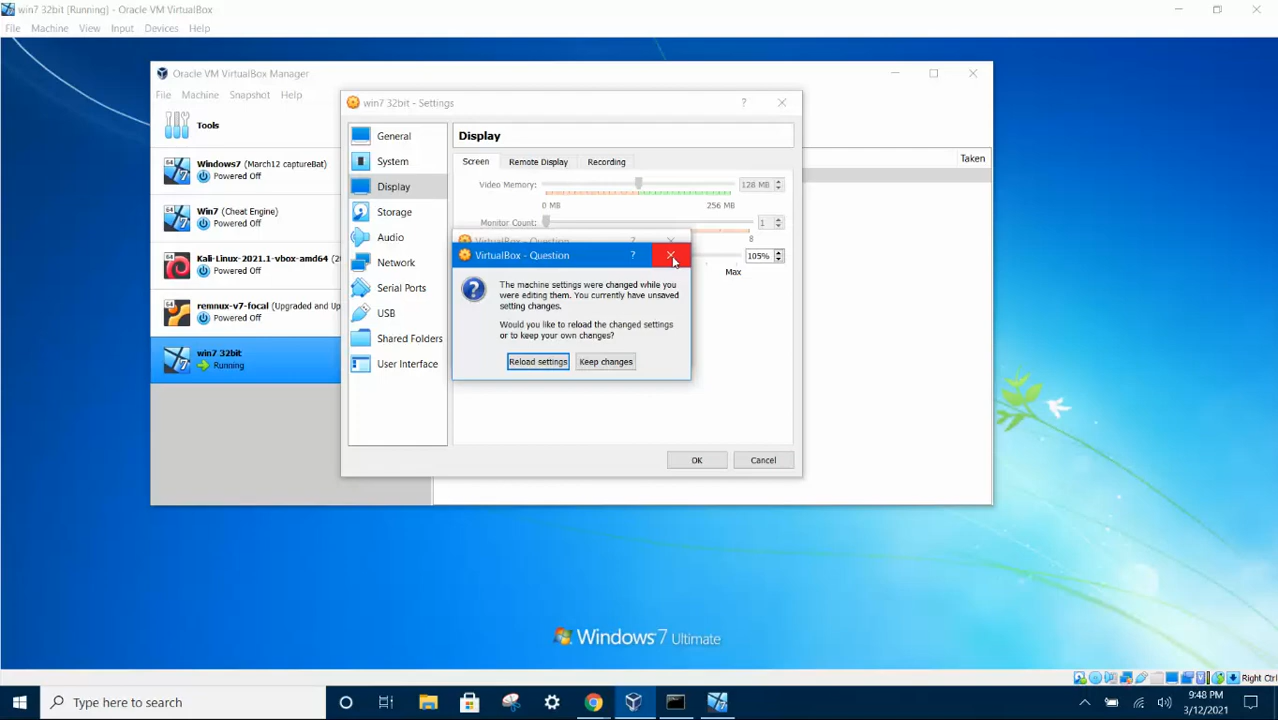 win7 32bit [Running] - Oracle VM VirtualBox
File Machine View Input Devices Help
Oracle VM VirtualBox Manager
File Machine Snapshot Help
Tools
Taken
Windows7 (March12 captureBat)
Powered Off
Win7 (Cheat Engine)
Powered Off
Kali-Linux-2021.1-vbox-amd64
Powered Off
remnux-v7-focal (Upgraded and Up
Powered Off
win7 32bit
Running
win7 32bit - Settings
?
General
System
Display
Storage
Audio
Network
Serial Ports
USB
Shared Folders
User Interface
Display
Screen Remote Display Recording
Video Memory: 128 MB
0 MB 256 MB
Monitor Count: 1
8
105%
Max
VirtualBox - Question ?
VirtualBox - Question ?
The machine settings were changed while you
were editing them. You currently have unsaved
setting changes.
Would you like to reload the changed settings
or to keep your own changes?
Reload settings Keep changes
OK Cancel
Windows 7 Ultimate
Right Ctrl
Type here to search
9:48 PM
3/12/2021